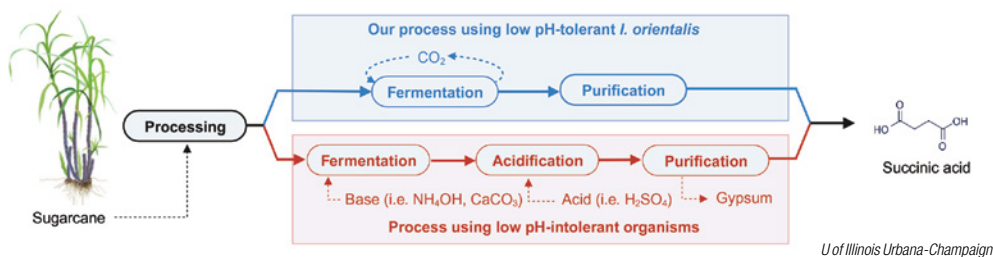 Our process using low pH-tolerant I. orientalis
CO₂
Fermentation
Purification
Processing
Fermentation
Acidification
Purification
Base (i.e. NH₄OH, CaCO₃)
Acid (i.e. H₂SO₄)
Gypsum
Process using low pH-intolerant organisms
Sugarcane
O
HO
OH
O
Succinic acid
U of Illinois Urbana-Champaign